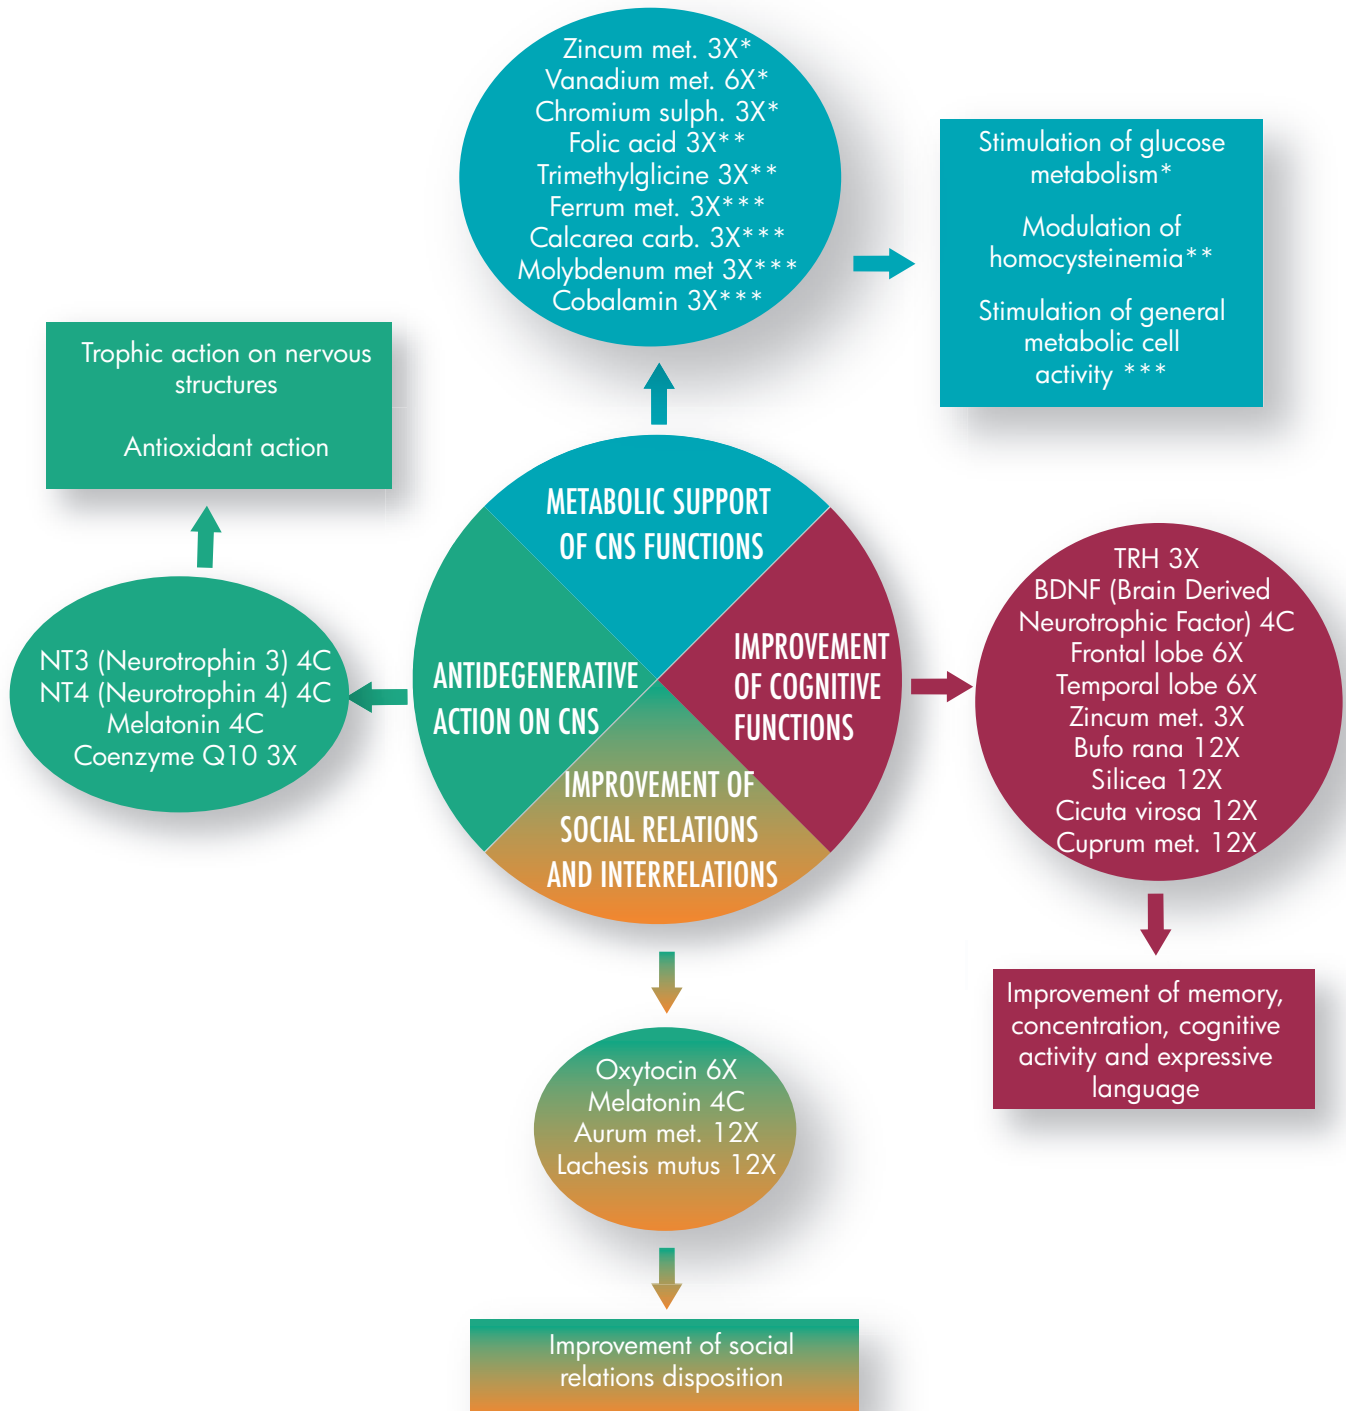 Zincum met. 3X*
Vanadium met. 6X*
Chromium sulph. 3X*
Folic acid 3X**
Trimethylglicine 3X**
Ferrum met. 3X***
Calcarea carb. 3X***
Molybdenum met 3X***
Cobalamin 3X***
Stimulation of glucose
metabolism*
Modulation of
homocysteinemia**
Stimulation of general
metabolic cell
activity ***
Trophic action on nervous
structures
Antioxidant action
METABOLIC SUPPORT
OF CNS FUNCTIONS
NT3 (Neurotrophin 3) 4C
NT4 (Neurotrophin 4) 4C
Melatonin 4C
Coenzyme Q10 3X
ANTIDEGENERATIVE
ACTION ON CNS
IMPROVEMENT
OF COGNITIVE
FUNCTIONS
TRH 3X
BDNF (Brain Derived
Neurotrophic Factor) 4C
Frontal lobe 6X
Temporal lobe 6X
Zincum met. 3X
Bufo rana 12X
Silicea 12X
Cicuta virosa 12X
Cuprum met. 12X
IMPROVEMENT OF
SOCIAL RELATIONS
AND INTERRELATIONS
Improvement of memory,
concentration, cognitive
activity and expressive
language
Oxytocin 6X
Melatonin 4C
Aurum met. 12X
Lachesis mutus 12X
Improvement of social
relations disposition